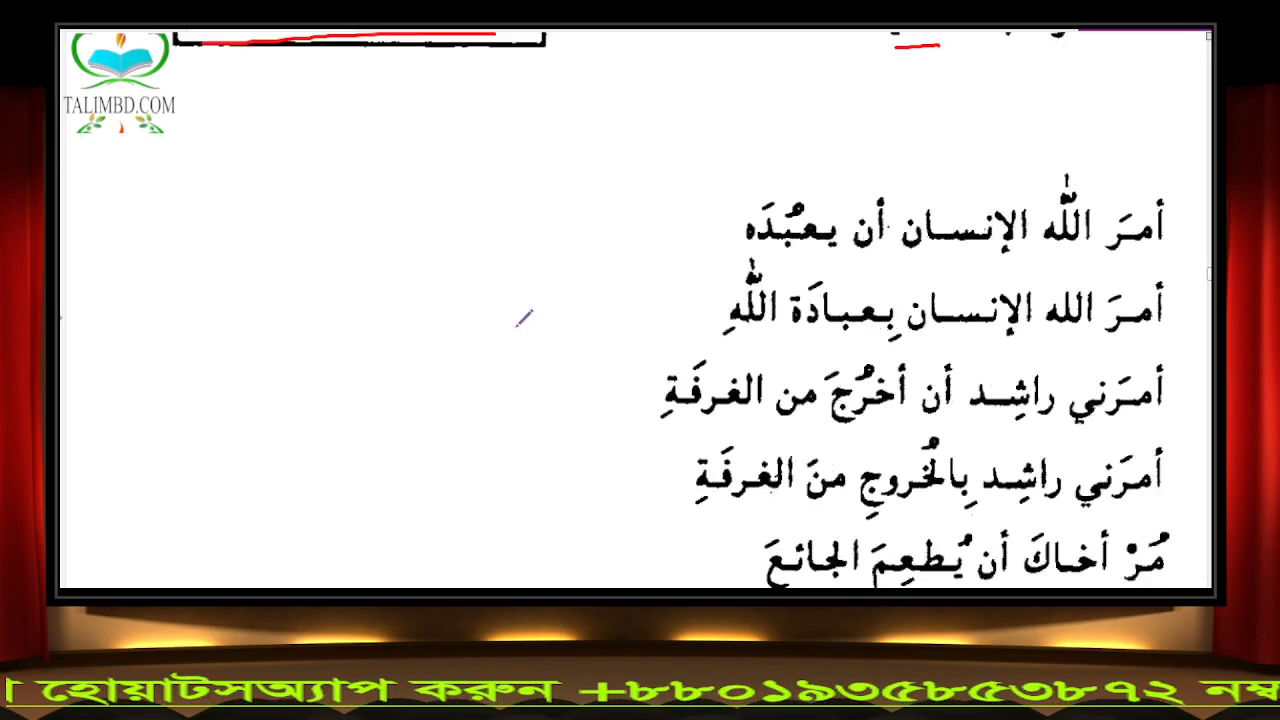 TALIMBD.COM
أمَرَ اللّٰه الإنسان أن يعبُدَه
أمَرَ الله الإنسان بِعبادَة اللّٰهِ
أمَرَني راشِد أن أخرُجَ من الغرفَةِ
أمَرَني راشِد بِالخُروجِ منَ الغرفَةِ
مُرْ أخاكَ أن يُطعِمَ الجائعَ
হোয়াটসঅ্যাপ করুন +৮৮০১৯৩৫৮৫৩৮৭২ নম্ব